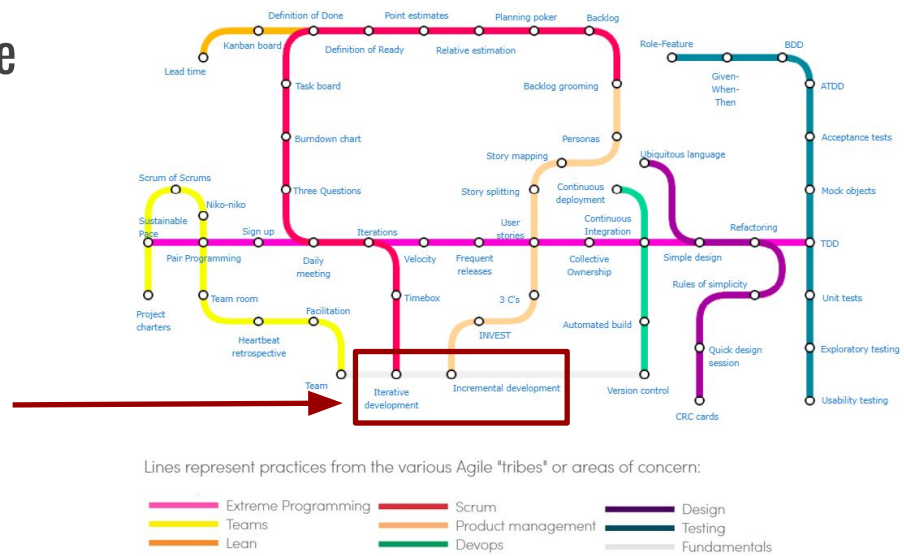 e
Definition of Done
Point estimates
Planning poker
Backlog
Kanban board
Definition of Ready
Relative estimation
Lead time
Role-Feature
BDD
Given-
When-
Then
ATDD
Task board
Backlog grooming
Burndown chart
Personas
Acceptance tests
Story mapping
Ubiquitous language
Scrum of Scrums
Three Questions
Story splitting
Continuous
deployment
Mock objects
Niko-niko
Sustainable
Pace
Sign up
Iterations
User
stories
Continuous
Integration
Refactoring
Pair Programming
Daily
meeting
Velocity
Frequent
releases
Collective
Ownership
Simple design
TDD
Rules of simplicity
Project
charters
Team room
Timebox
3 C's
Unit tests
Facilitation
Automated build
Heartbeat
retrospective
INVEST
Quick design
session
Exploratory testing
Team
Iterative
development
Incremental development
Version control
CRC cards
Usability testing
Lines represent practices from the various Agile "tribes" or areas of concern:
Extreme Programming
Scrum
Design
Teams
Product management
Testing
Lean
Devops
Fundamentals